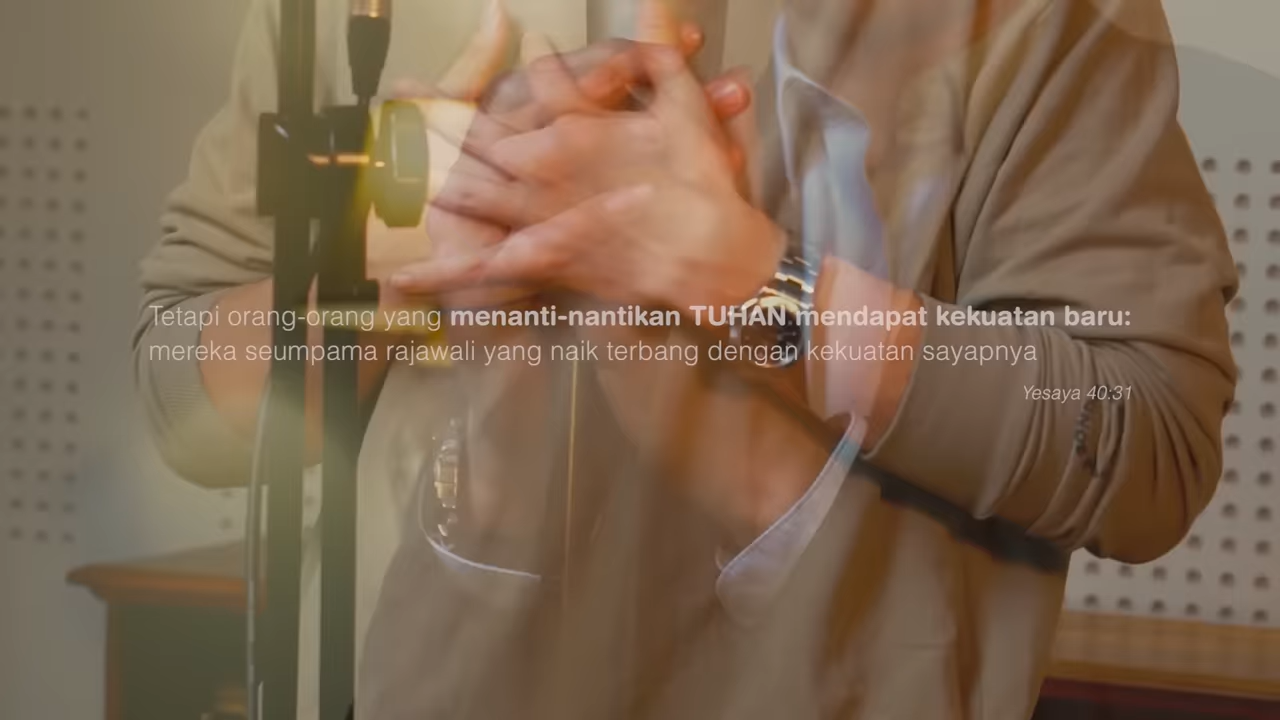 Tetapi orang-orang yang menanti-nantikan TUHAN mendapat kekuatan baru:
mereka seumpama rajawali yang naik terbang dengan kekuatan sayapnya
Yesaya 40:31